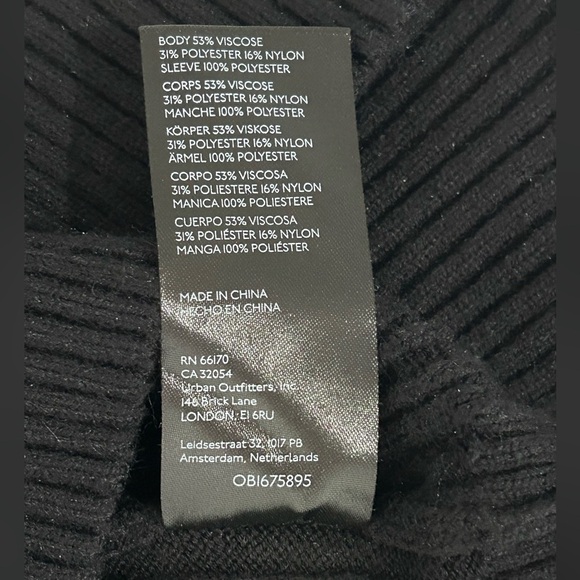 BODY 53% VISCOSE
31% POLYESTER 16% NYLON
SLEEVE 100% POLYESTER
CORPS 53% VISCOSE
31% POLYESTER 16% NYLON
MANCHE 100% POLYESTER
KÖRPER 53% VISKOSE
31% POLYESTER 16% NYLON
ÄRMEL 100% POLYESTER
CORPO 53% VISCOSA
31% POLIESTERE 16% NYLON
MANICA 100% POLIESTERE
CUERPO 53% VISCOSA
31% POLIÉSTER 16% NYLON
MANGA 100% POLIÉSTER
MADE IN CHINA
HECHO EN CHINA
RN 66170
CA 32054
Urban Outfitters, Inc.
146 Brick Lane
LONDON, E1 6RU
Leidsestraat 32, 1017 PB
Amsterdam, Netherlands
OB1675895